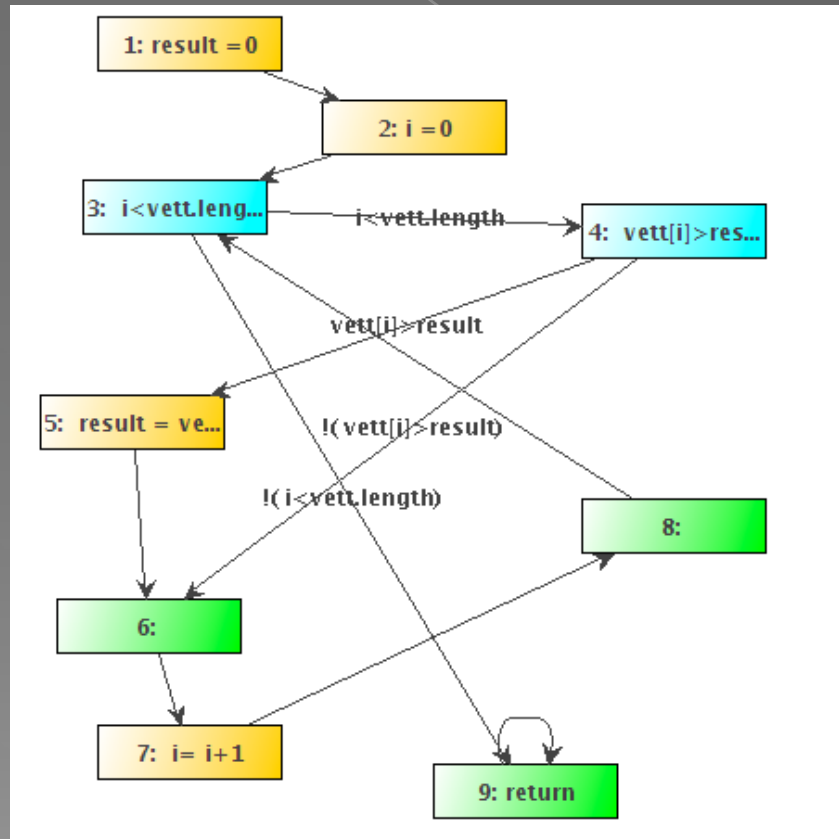 1: result =0
2: i =0
3: i<vett.leng...
i<vett.length
4: vett[i]>res...
vett[i]>result
5: result = ve...
!( vett[i]>result)
!( i<vett.length)
8:
6:
7: i= i+1
9: return